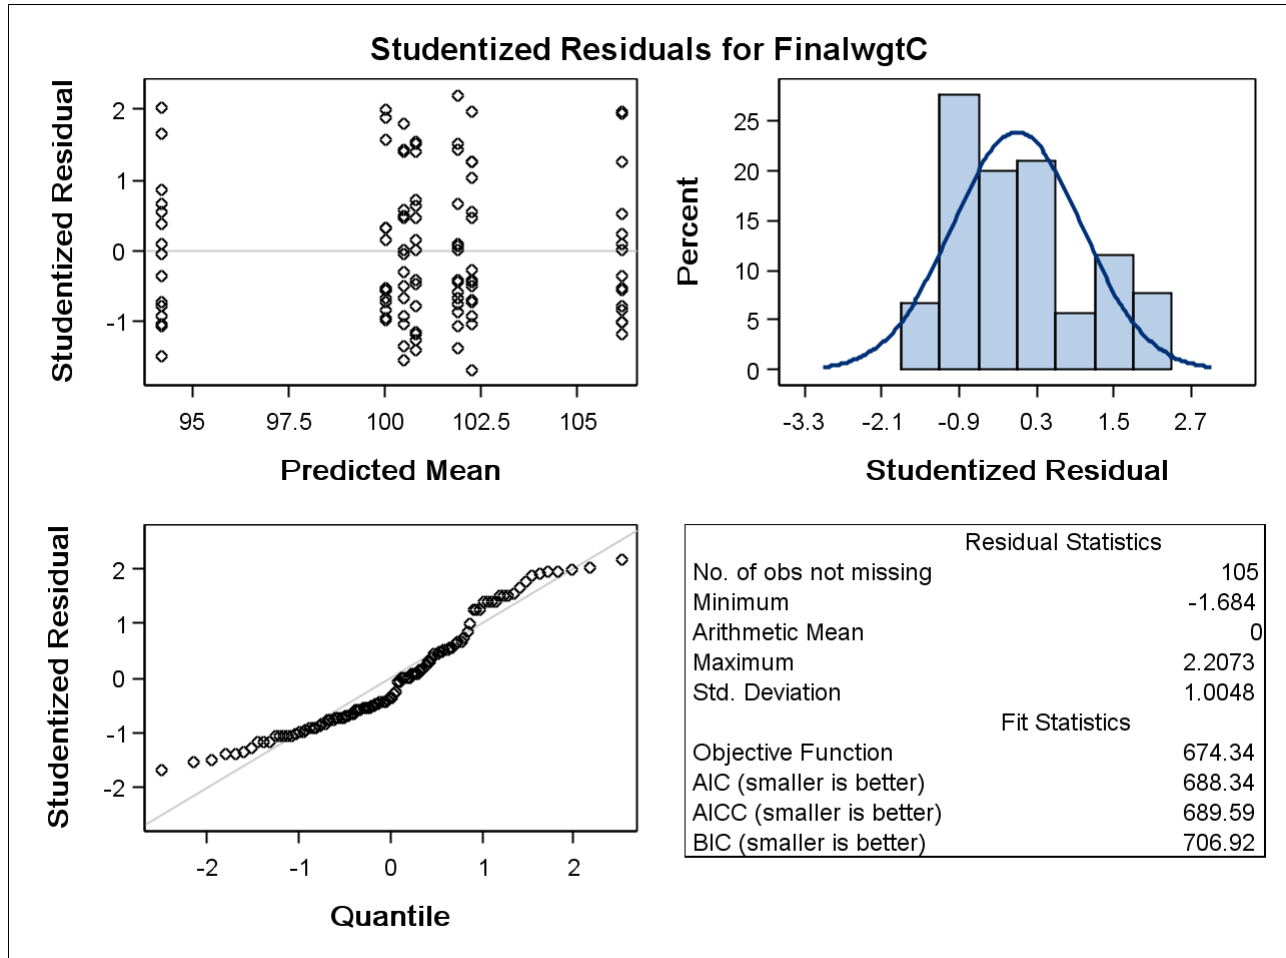 Studentized Residuals for FinalwgtC
Studentized Residual
2
1
0
-1
95 97.5 100 102.5 105
Predicted Mean
Percent
25
20
15
10
5
0
-3.3 -2.1 -0.9 0.3 1.5 2.7
Studentized Residual
Studentized Residual
2
1
0
-1
-2
-2 -1 0 1 2
Quantile
Residual Statistics
No. of obs not missing 105
Minimum -1.684
Arithmetic Mean 0
Maximum 2.2073
Std. Deviation 1.0048
Fit Statistics
Objective Function 674.34
AIC (smaller is better) 688.34
AICC (smaller is better) 689.59
BIC (smaller is better) 706.92